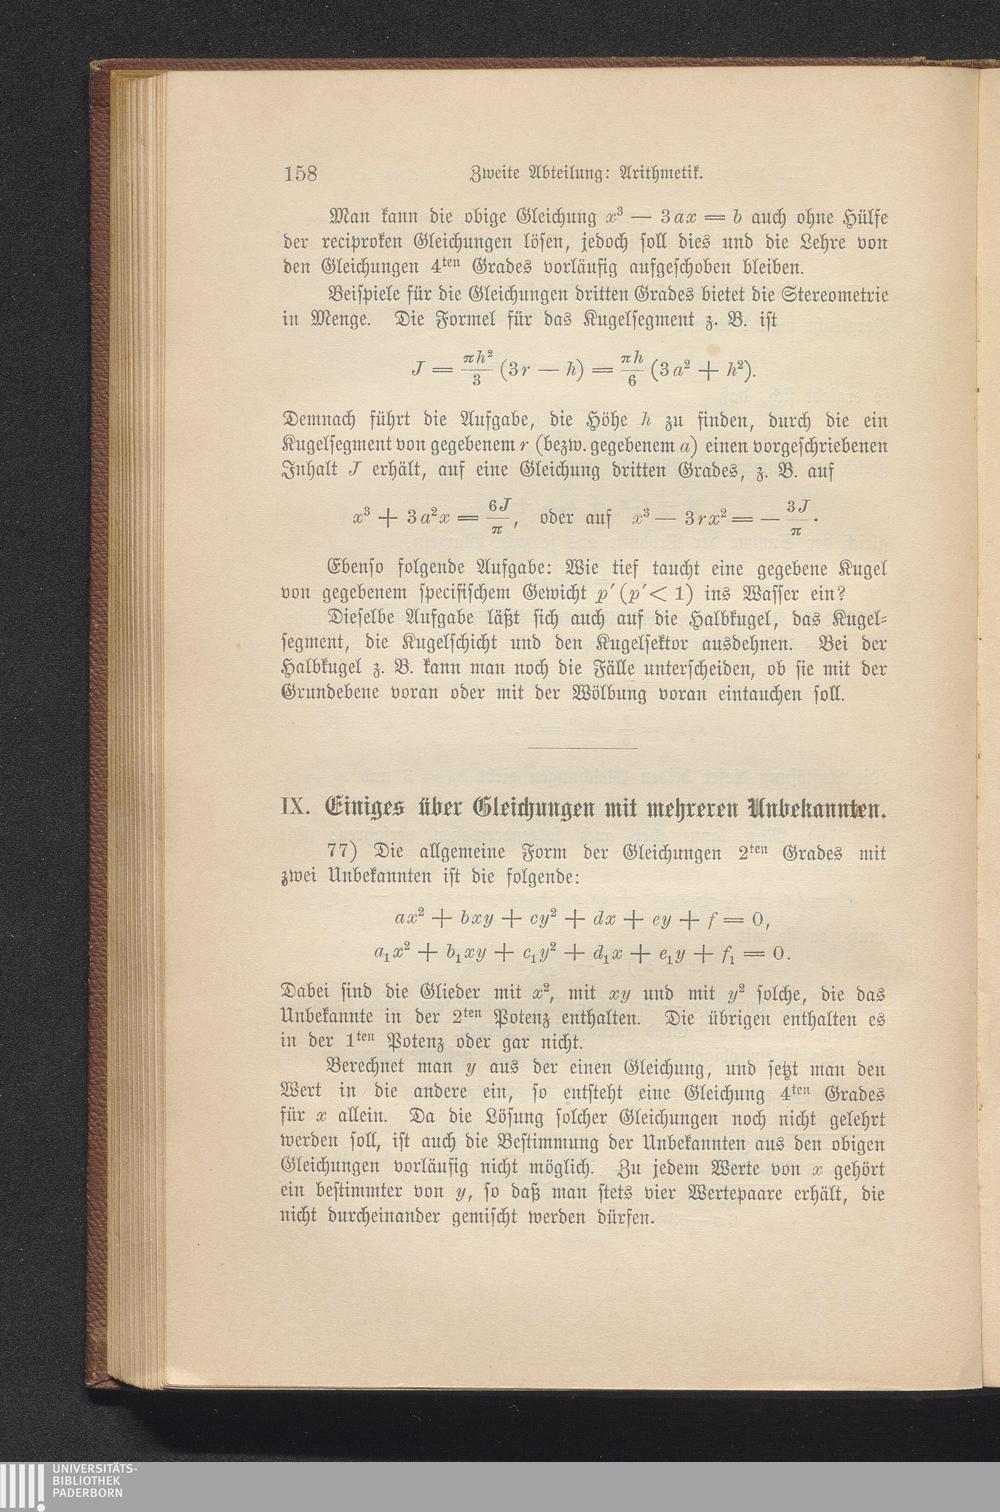 158 Zweite Abteilung: Arithmetik.
Man kann die obige Gleichung x³ — 3ax = b auch ohne Hülfe
der reciproken Gleichungen lösen, jedoch soll dies und die Lehre von
den Gleichungen 4ᵗᵉⁿ Grades vorläufig aufgeschoben bleiben.
Beispiele für die Gleichungen dritten Grades bietet die Stereometrie
in Menge. Die Formel für das Kugelsegment z. B. ist
J = πh²/3 (3r — h) = πh/6 (3a² + h²).
Demnach führt die Aufgabe, die Höhe h zu finden, durch die ein
Kugelsegment von gegebenem r (bezw. gegebenem a) einen vorgeschriebenen
Inhalt J erhält, auf eine Gleichung dritten Grades, z. B. auf
x³ + 3a²x = 6J/π, oder auf x³ — 3rx² = — 3J/π.
Ebenso folgende Aufgabe: Wie tief taucht eine gegebene Kugel
von gegebenem specifischem Gewicht p′ (p′ < 1) ins Wasser ein?
Dieselbe Aufgabe läßt sich auch auf die Halbkugel, das Kugel-
segment, die Kugelschicht und den Kugelsektor ausdehnen. Bei der
Halbkugel z. B. kann man noch die Fälle unterscheiden, ob sie mit der
Grundebene voran oder mit der Wölbung voran eintauchen soll.
IX. Einiges über Gleichungen mit mehreren Unbekannten.
77) Die allgemeine Form der Gleichungen 2ᵗᵉⁿ Grades mit
zwei Unbekannten ist die folgende:
ax² + bxy + cy² + dx + ey + f = 0,
a₁x² + b₁xy + c₁y² + d₁x + e₁y + f₁ = 0.
Dabei sind die Glieder mit x², mit xy und mit y² solche, die das
Unbekannte in der 2ᵗᵉⁿ Potenz enthalten. Die übrigen enthalten es
in der 1ᵗᵉⁿ Potenz oder gar nicht.
Berechnet man y aus der einen Gleichung, und setzt man den
Wert in die andere ein, so entsteht eine Gleichung 4ᵗᵉⁿ Grades
für x allein. Da die Lösung solcher Gleichungen noch nicht gelehrt
werden soll, ist auch die Bestimmung der Unbekannten aus den obigen
Gleichungen vorläufig nicht möglich. Zu jedem Werte von x gehört
ein bestimmter von y, so daß man stets vier Wertepaare erhält, die
nicht durcheinander gemischt werden dürfen.
UNIVERSITÄTS-
BIBLIOTHEK
PADERBORN